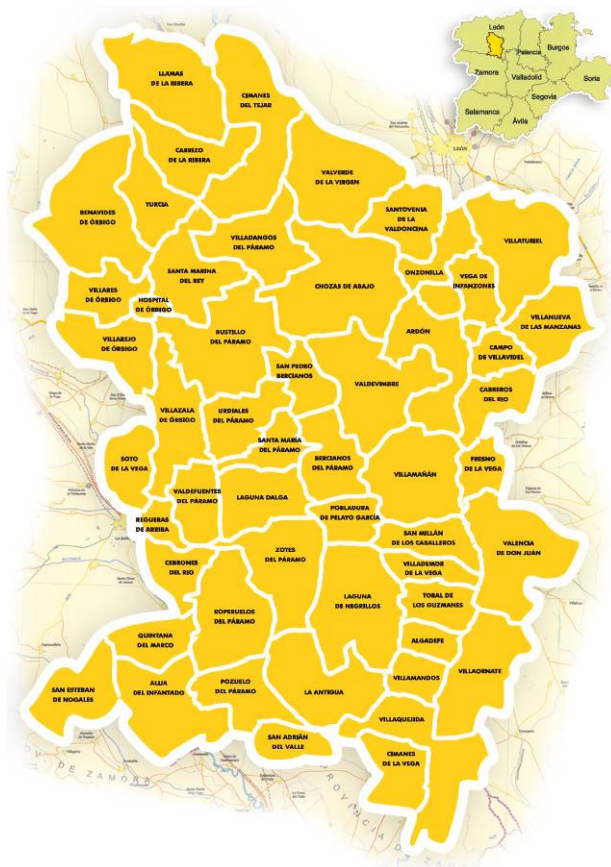 León
Palencia
Burgos
Zamora
Valladolid
Soria
Segovia
Salamanca
Ávila
LEÓN
LLAMAS
DE LA RIBERA
CIMANES
DEL TEJAR
CARRIZO
DE LA RIBERA
VALVERDE
DE LA VIRGEN
BENAVIDES
DE ÓRBIGO
TURCIA
SANTOVENIA
DE LA
VALDONCINA
VILLATURIEL
VILLADANGOS
DEL PÁRAMO
SANTA MARINA
DEL REY
CHOZAS DE ABAJO
ONZONILLA
VEGA DE
INFANZONES
VILLARES
DE ÓRBIGO
HOSPITAL
DE ÓRBIGO
VILLANUEVA
DE LAS MANZANAS
VILLAREJO
DE ÓRBIGO
BUSTILLO
DEL PÁRAMO
ARDÓN
CAMPO
DE VILLAVIDEL
SAN PEDRO
BERCIANOS
VALDEVIMBRE
CABREROS
DEL RIO
VILLAZALA
DE ÓRBIGO
URDIALES
DEL PÁRAMO
SANTA MARÍA
DEL PÁRAMO
SOTO
DE LA VEGA
BERCIANOS
DEL PÁRAMO
VILLAMAÑÁN
FRESNO
DE LA VEGA
VALDEFUENTES
DEL PÁRAMO
LAGUNA DALGA
POBLADURA
DE PELAYO GARCÍA
REGUERAS
DE ARRIBA
SAN MILLÁN
DE LOS CABALLEROS
VALENCIA
DE DON JUÁN
CEBRONES
DEL RIO
ZOTES
DEL PÁRAMO
VILLADEMOR
DE LA VEGA
LAGUNA
DE NEGRILLOS
TORAL DE
LOS GUZMANES
ROPERUELOS
DEL PÁRAMO
QUINTANA
DEL MARCO
ALGADEFE
VILLAORNATE
SAN ESTEBAN
DE NOGALES
ALIJA
DEL INFANTADO
POZUELO
DEL PÁRAMO
LA ANTIGUA
VILLAMANDOS
VILLAQUEJIDA
SAN ADRIÁN
DEL VALLE
CIMANES
DE LA VEGA